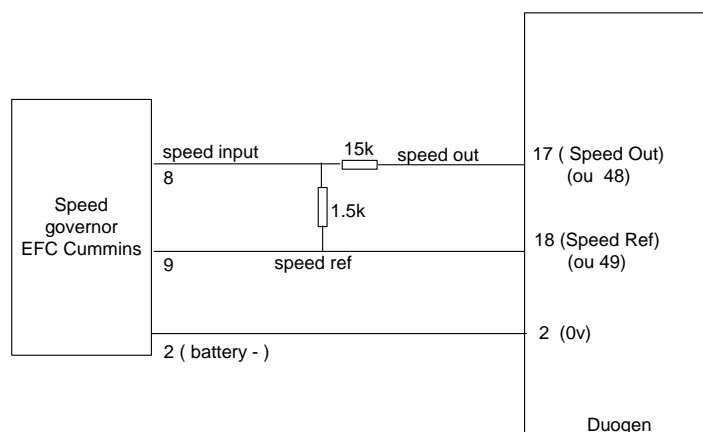 15k
speed input
speed out
17 ( Speed Out)
(ou  48)
8
Speed
governor
EFC Cummins
1.5k
18 (Speed Ref)
(ou 49)
9
speed ref
2 ( battery - )
2  (0v)
Duogen